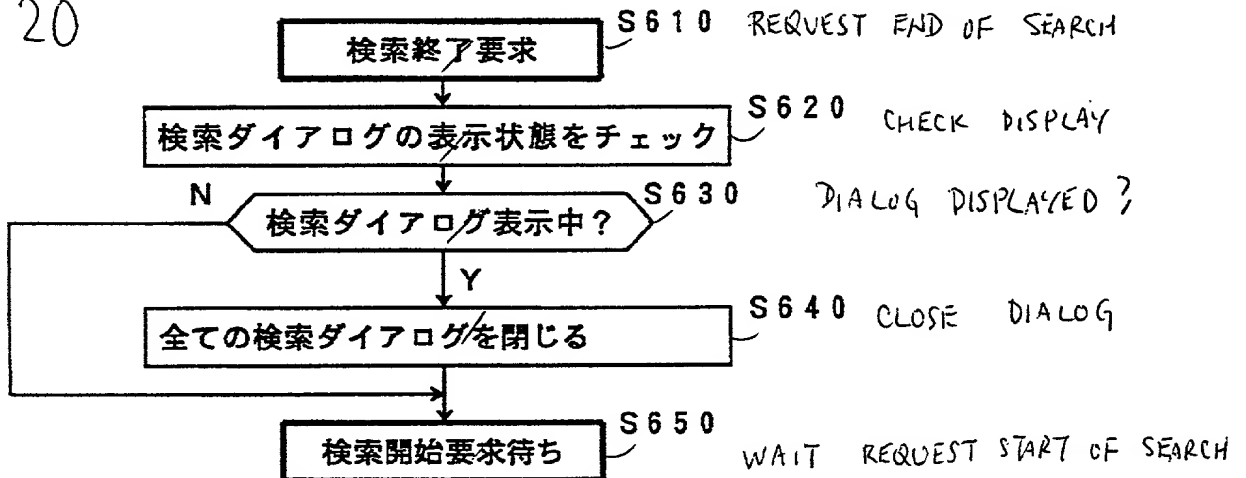 20
検索終了要求 S610 REQUEST END OF SEARCH
検索ダイアログの表示状態をチェック S620 CHECK DISPLAY
N 検索ダイアログ表示中? S630 DIALOG DISPLAYED?
Y
全ての検索ダイアログを閉じる S640 CLOSE DIALOG
検索開始要求待ち S650 WAIT REQUEST START OF SEARCH